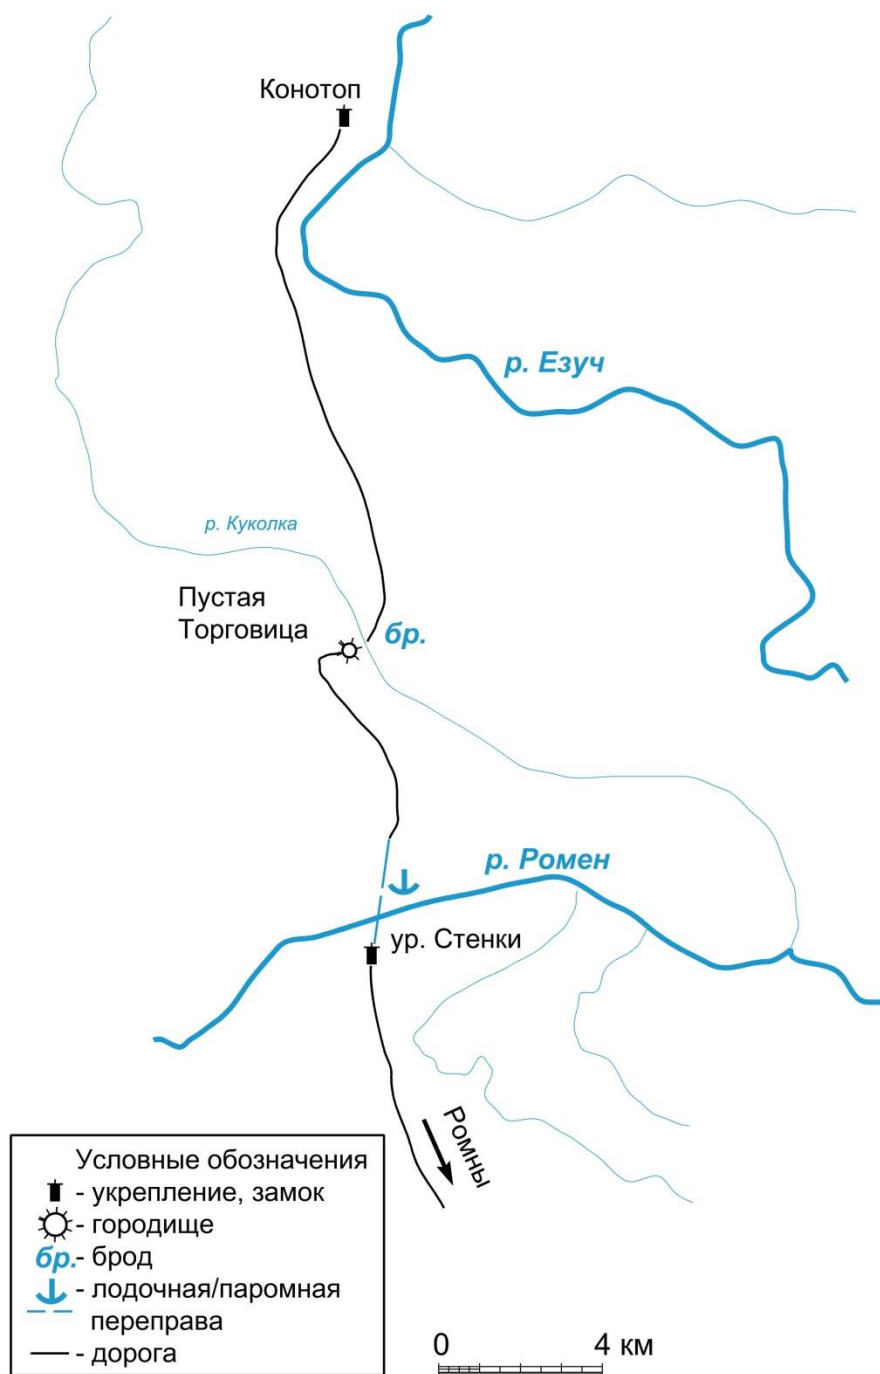 Конотоп
р. Езуч
р. Куколка
Пустая
Торговица
бр.
р. Ромен
ур. Стенки
Ромны
Условные обозначения
- укрепление, замок
- городище
бр. - брод
- лодочная/паромная
переправа
- дорога
0 4 км